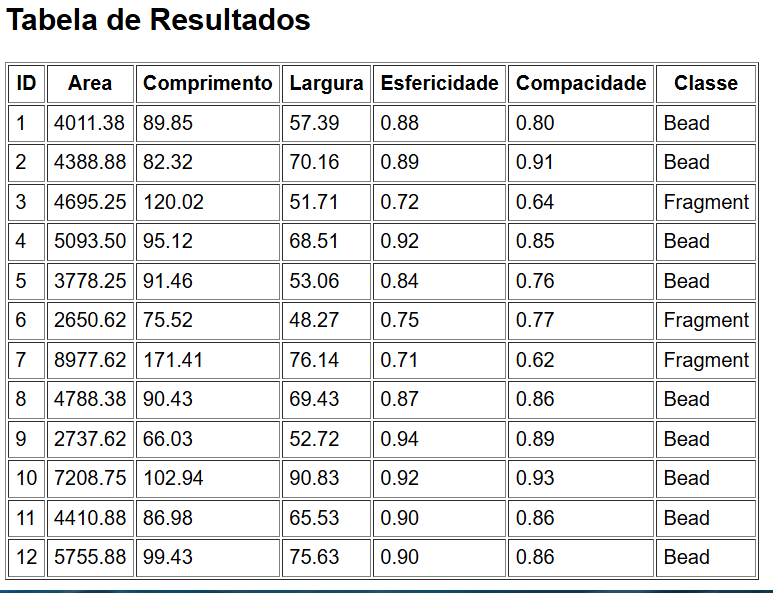 Tabela de Resultados
ID Area Comprimento Largura Esfericidade Compacidade Classe
1 4011.38 89.85 57.39 0.88 0.80 Bead
2 4388.88 82.32 70.16 0.89 0.91 Bead
3 4695.25 120.02 51.71 0.72 0.64 Fragment
4 5093.50 95.12 68.51 0.92 0.85 Bead
5 3778.25 91.46 53.06 0.84 0.76 Bead
6 2650.62 75.52 48.27 0.75 0.77 Fragment
7 8977.62 171.41 76.14 0.71 0.62 Fragment
8 4788.38 90.43 69.43 0.87 0.86 Bead
9 2737.62 66.03 52.72 0.94 0.89 Bead
10 7208.75 102.94 90.83 0.92 0.93 Bead
11 4410.88 86.98 65.53 0.90 0.86 Bead
12 5755.88 99.43 75.63 0.90 0.86 Bead